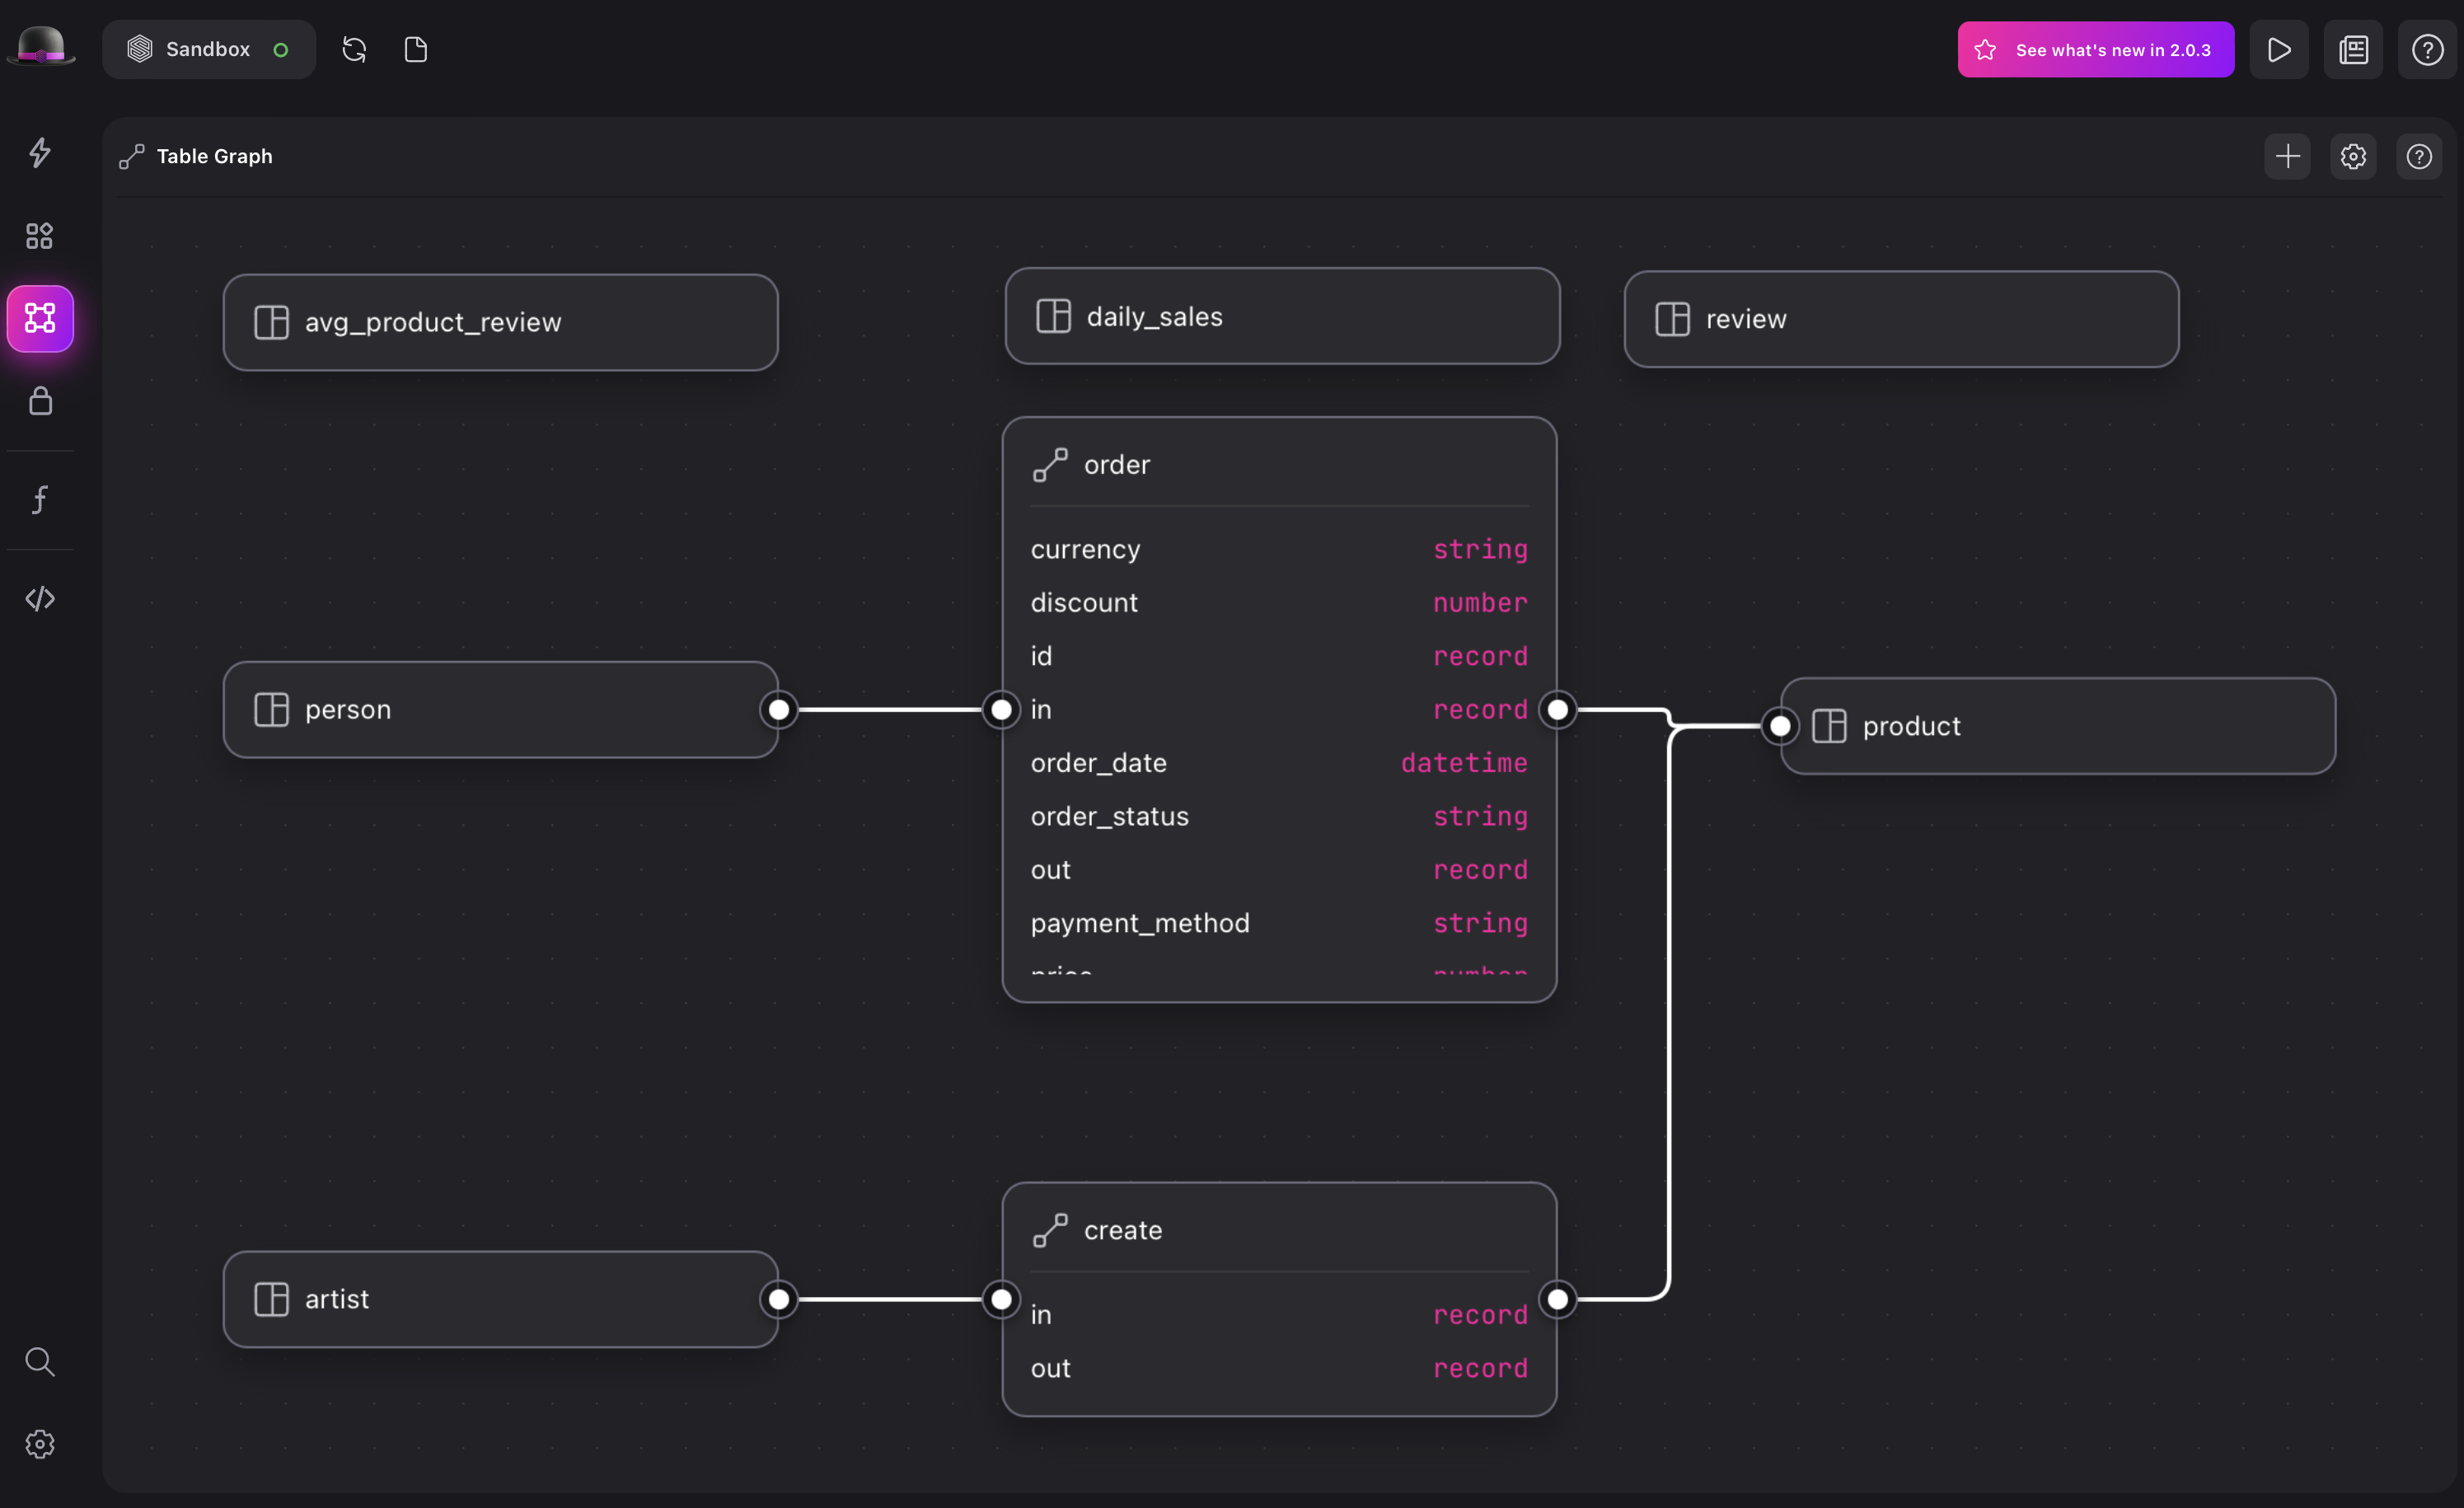 Sandbox
See what's new in 2.0.3
Table Graph
avg_product_review
daily_sales
review
order
currency string
discount number
id record
in record
order_date datetime
order_status string
out record
payment_method string
price number
person
product
create
in record
out record
artist